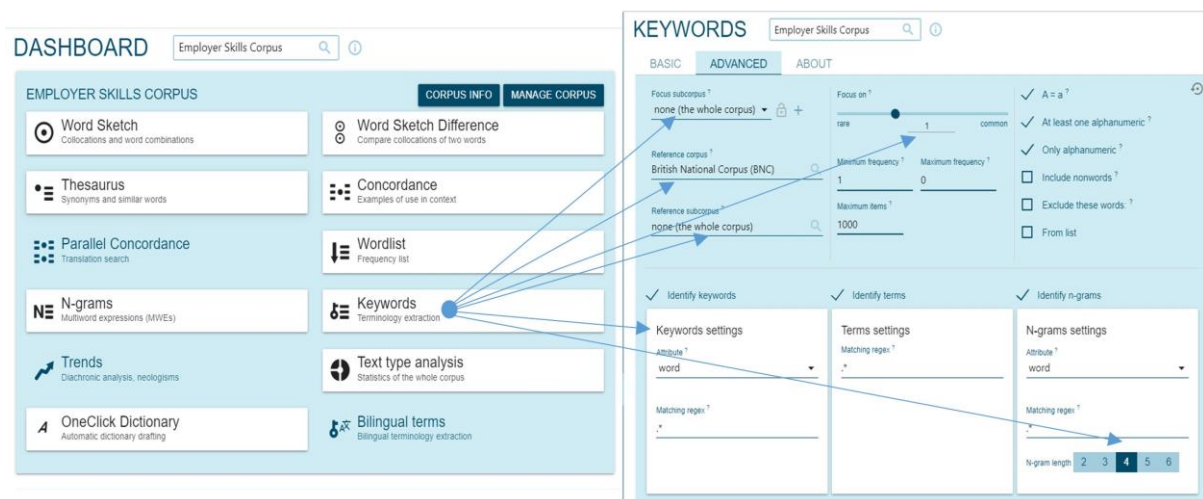 DASHBOARD
Employer Skills Corpus
EMPLOYER SKILLS CORPUS
CORPUS INFO
MANAGE CORPUS
Word Sketch
Collocations and word combinations
Word Sketch Difference
Compare collocations of two words
Thesaurus
Synonyms and similar words
Concordance
Examples of use in context
Parallel Concordance
Translation search
Wordlist
Frequency list
N-grams
Multiword expressions (MWEs)
Keywords
Terminology extraction
Trends
Diachronic analysis, neologisms
Text type analysis
Statistics of the whole corpus
OneClick Dictionary
Automatic dictionary drafting
Bilingual terms
Bilingual terminology extraction
KEYWORDS
Employer Skills Corpus
BASIC ADVANCED ABOUT
Focus subcorpus ?
none (the whole corpus)
Reference corpus ?
British National Corpus (BNC)
Reference subcorpus ?
none (the whole corpus)
Focus on ?
rare 1 common
Minimum frequency ? Maximum frequency ?
1 0
Maximum items ?
1000
A = a ?
At least one alphanumeric ?
Only alphanumeric ?
Include nonwords ?
Exclude these words: ?
From list
Identify keywords
Keywords settings
Attribute ?
word
Matching regex ?
.*
Identify terms
Terms settings
Matching regex ?
.*
Identify n-grams
N-grams settings
Attribute ?
word
Matching regex ?
.*
N-gram length 2 3 4 5 6